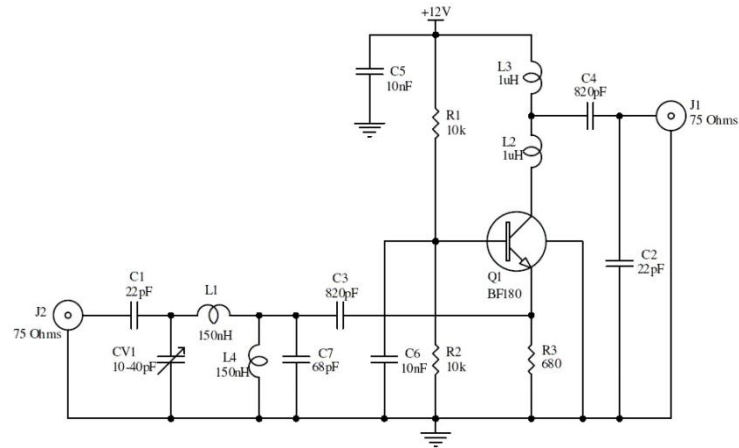 +12V
C5
10nF
R1
10k
L3
1uH
C4
820pF
J1
75 Ohms
L2
1uH
Q1
BF180
C2
22pF
J2
75 Ohms
C1
22pF
L1
150nH
C3
820pF
CV1
10-40pF
L4
150nH
C7
68pF
C6
10nF
R2
10k
R3
680